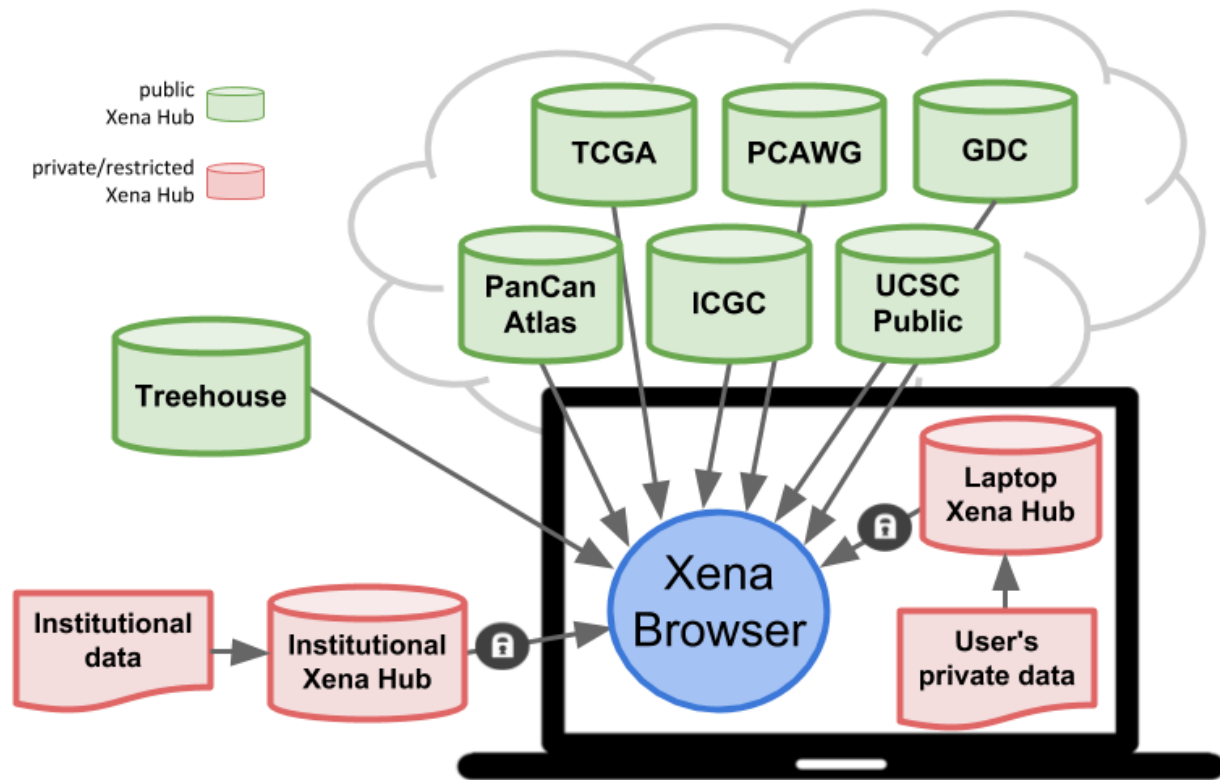 public
Xena Hub
private/restricted
Xena Hub
TCGA
PCAWG
GDC
PanCan
Atlas
ICGC
UCSC
Public
Treehouse
Laptop
Xena Hub
Xena
Browser
Institutional
data
Institutional
Xena Hub
User's
private data